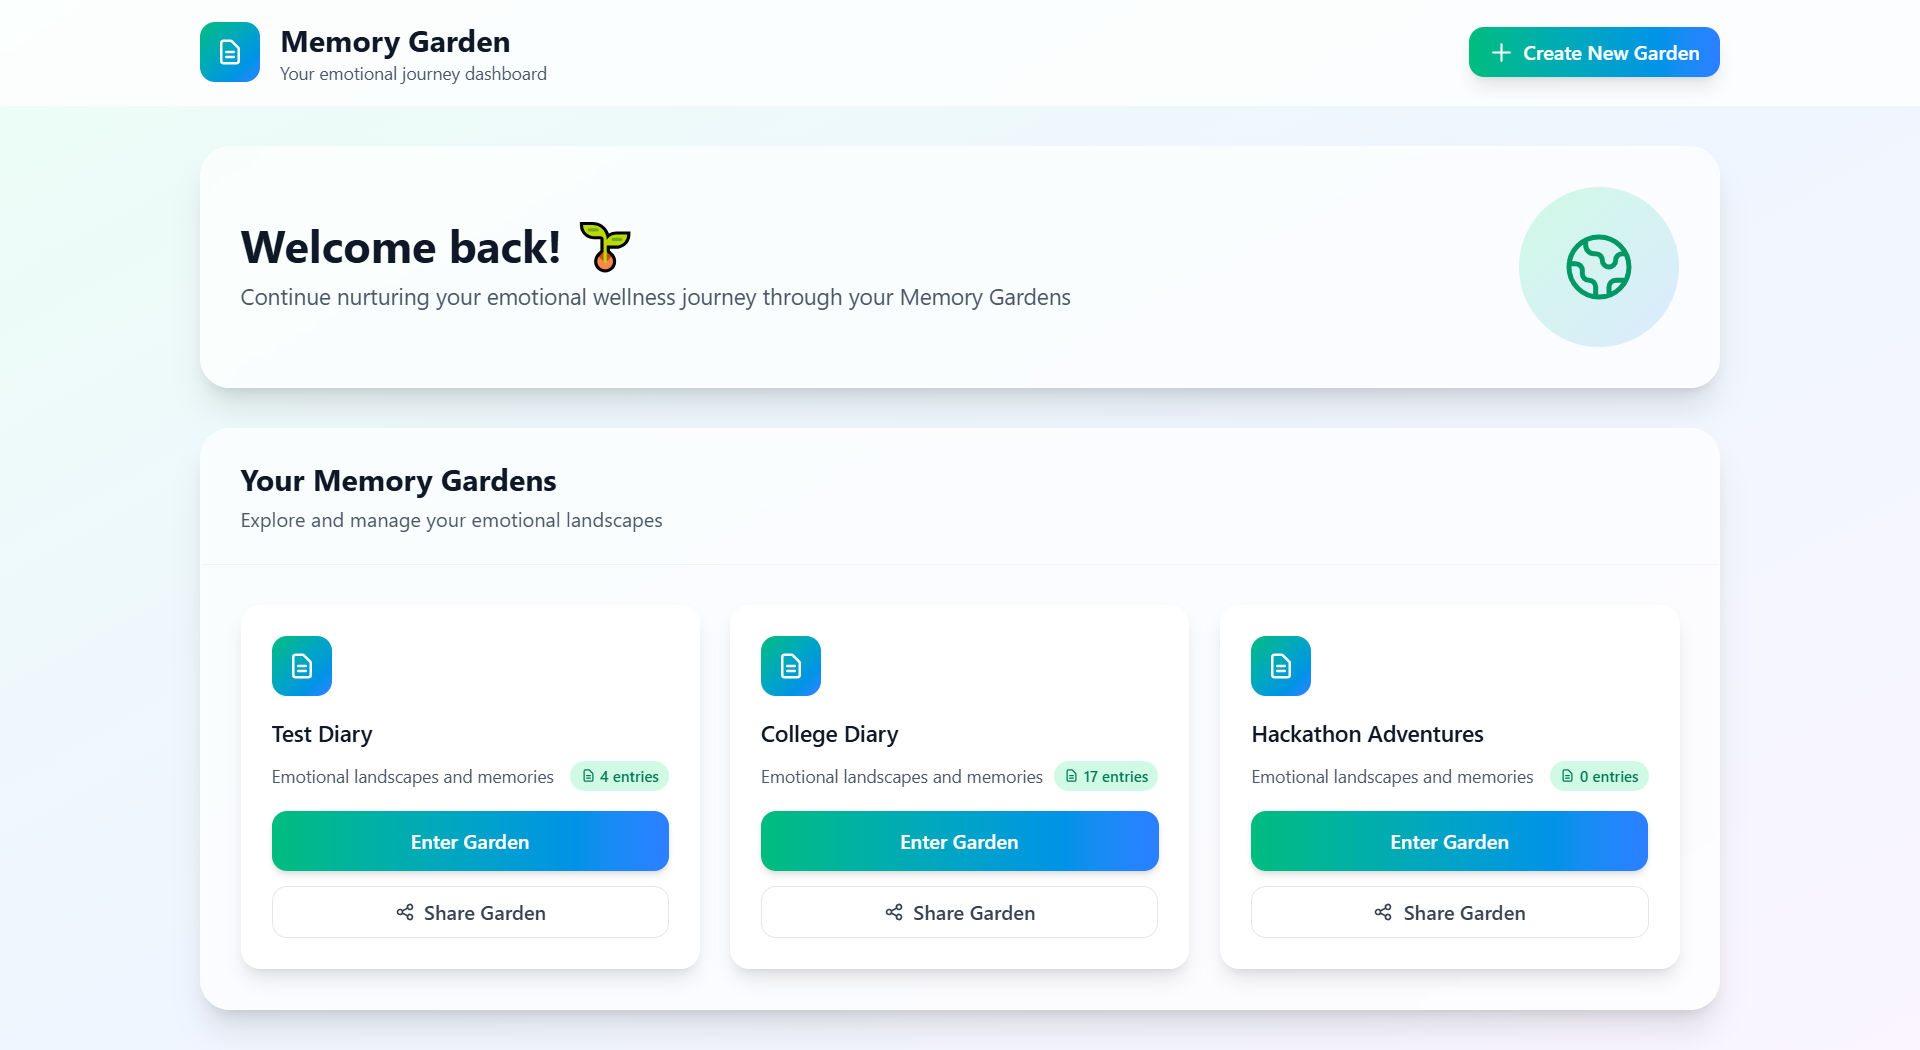 Memory Garden
Your emotional journey dashboard
Create New Garden
Welcome back! 🌱
Continue nurturing your emotional wellness journey through your Memory Gardens
Your Memory Gardens
Explore and manage your emotional landscapes
Test Diary
Emotional landscapes and memories
4 entries
Enter Garden
Share Garden
College Diary
Emotional landscapes and memories
17 entries
Enter Garden
Share Garden
Hackathon Adventures
Emotional landscapes and memories
0 entries
Enter Garden
Share Garden